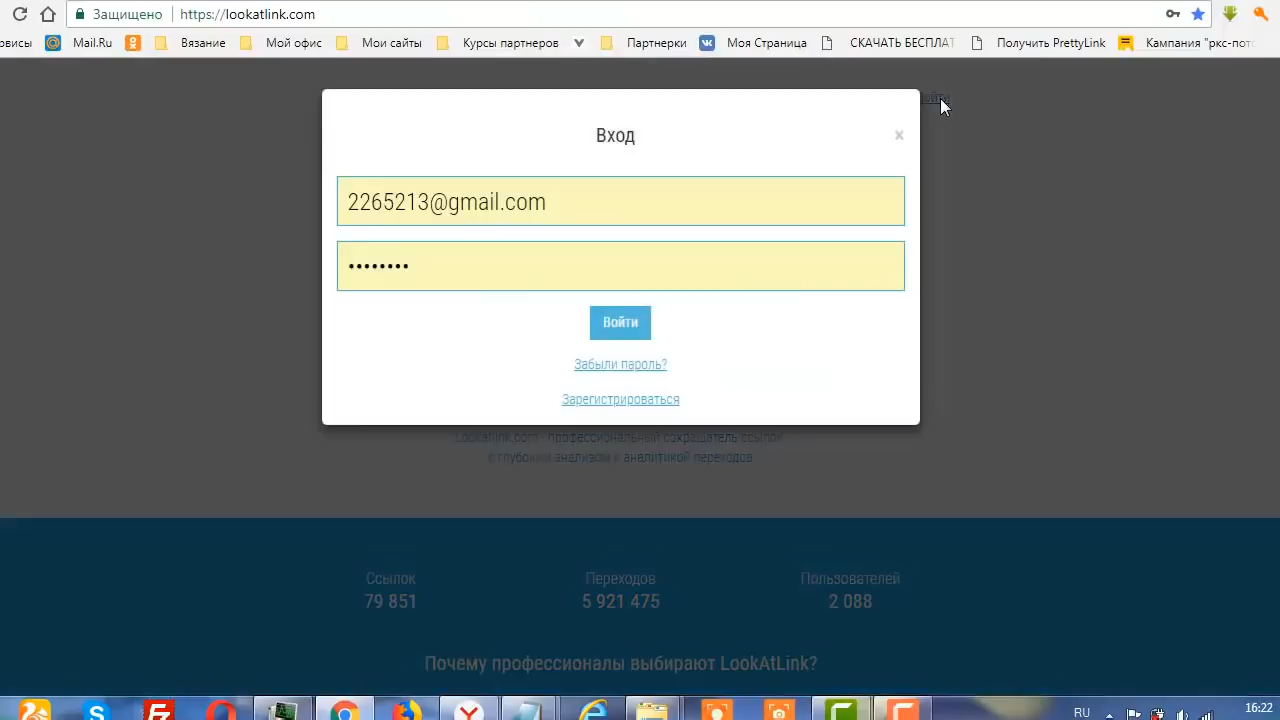 Защищено https://lookatlink.com
Mail.Ru Вязание Мой офис Мои сайты Курсы партнеров Партнерки Моя Страница СКАЧАТЬ БЕСПЛАТ Получить PrettyLink Кампания "ркс-пот
Вход
×
2265213@gmail.com
••••••••
Войти
Забыли пароль?
Зарегистрироваться
Lookatlink.com - профессиональный сокращатель ссылок
с глубоким анализом и аналитикой переходов
Ссылок Переходов Пользователей
79 851 5 921 475 2 088
Почему профессионалы выбирают LookAtLink?
RU 16:22